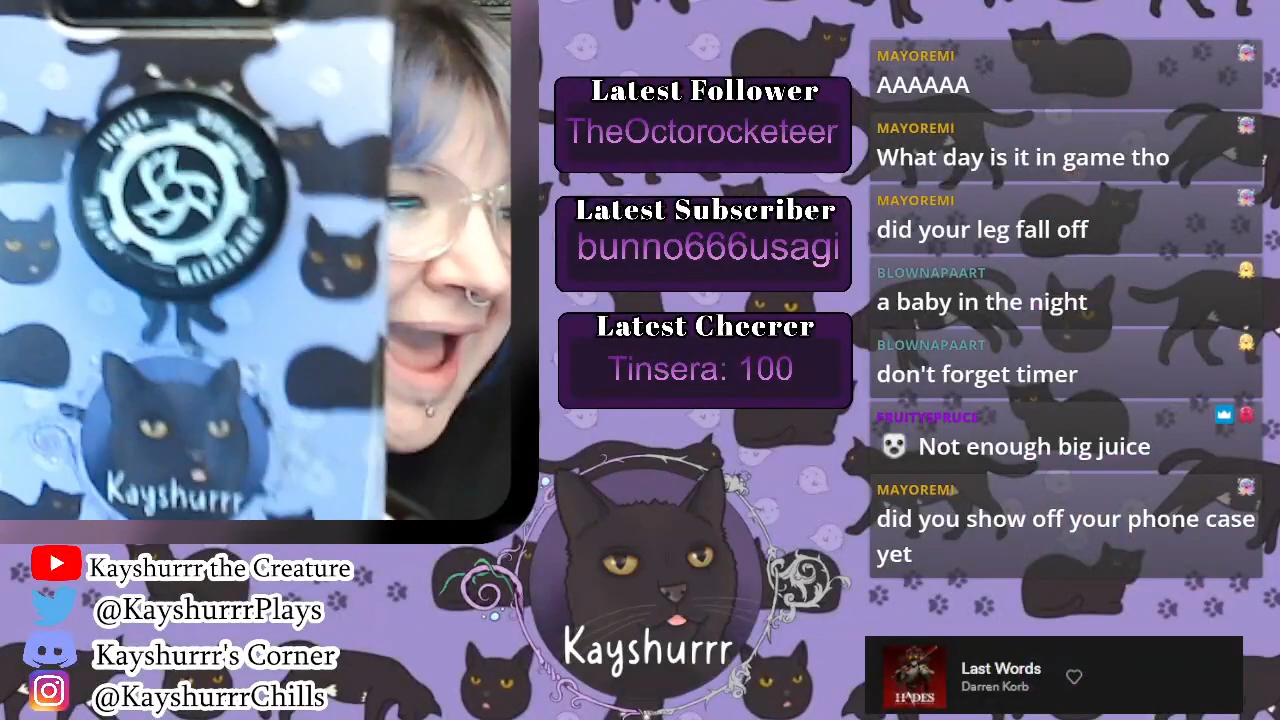 Kayshurrr
Latest Follower
TheOctorocketeer
Latest Subscriber
bunno666usagi
Latest Cheerer
Tinsera: 100
MAYOREMI
AAAAAA
MAYOREMI
What day is it in game tho
MAYOREMI
did your leg fall off
BLOWNAPAART
a baby in the night
BLOWNAPAART
don't forget timer
FRUITYSPRUCE
Not enough big juice
MAYOREMI
did you show off your phone case
yet
Kayshurrr the Creature
@KayshurrrPlays
Kayshurrr's Corner
@KayshurrrChills
Kayshurrr
HADES
Last Words
Darren Korb